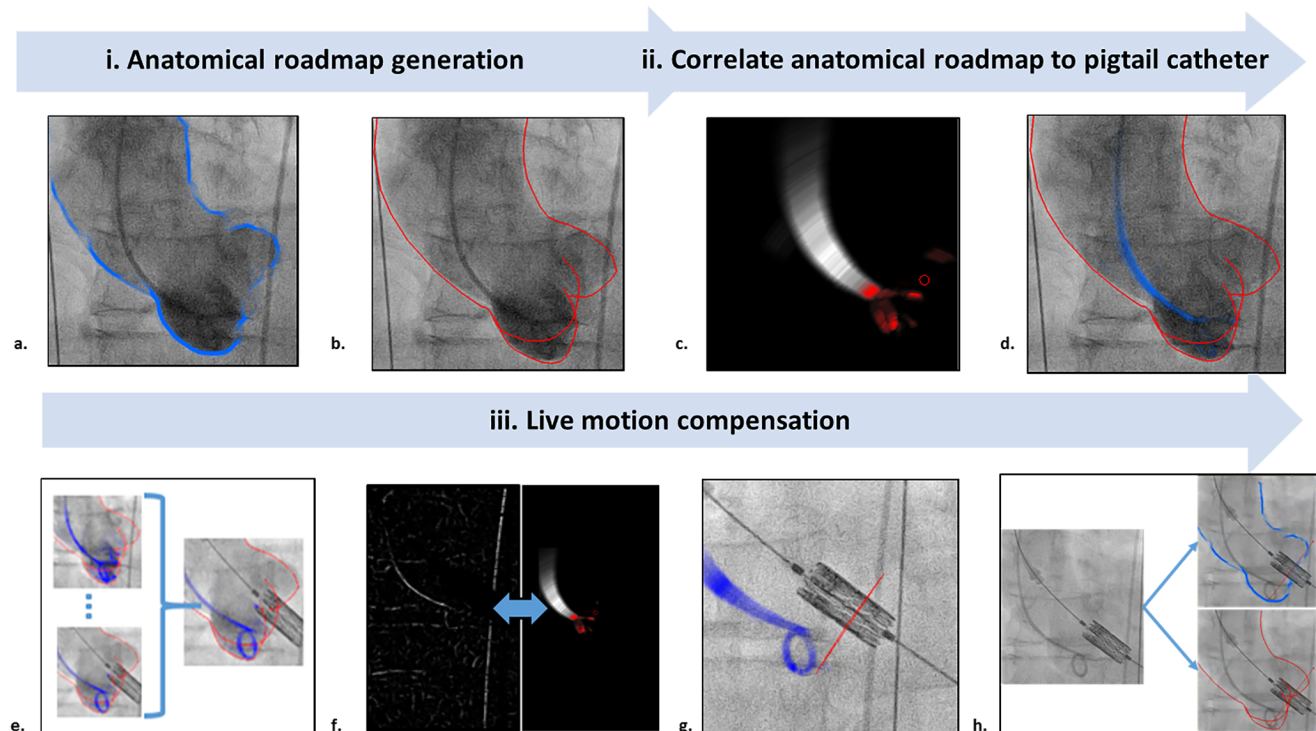 i. Anatomical roadmap generation
ii. Correlate anatomical roadmap to pigtail catheter
a.
b.
c.
d.
iii. Live motion compensation
e.
f.
g.
h.